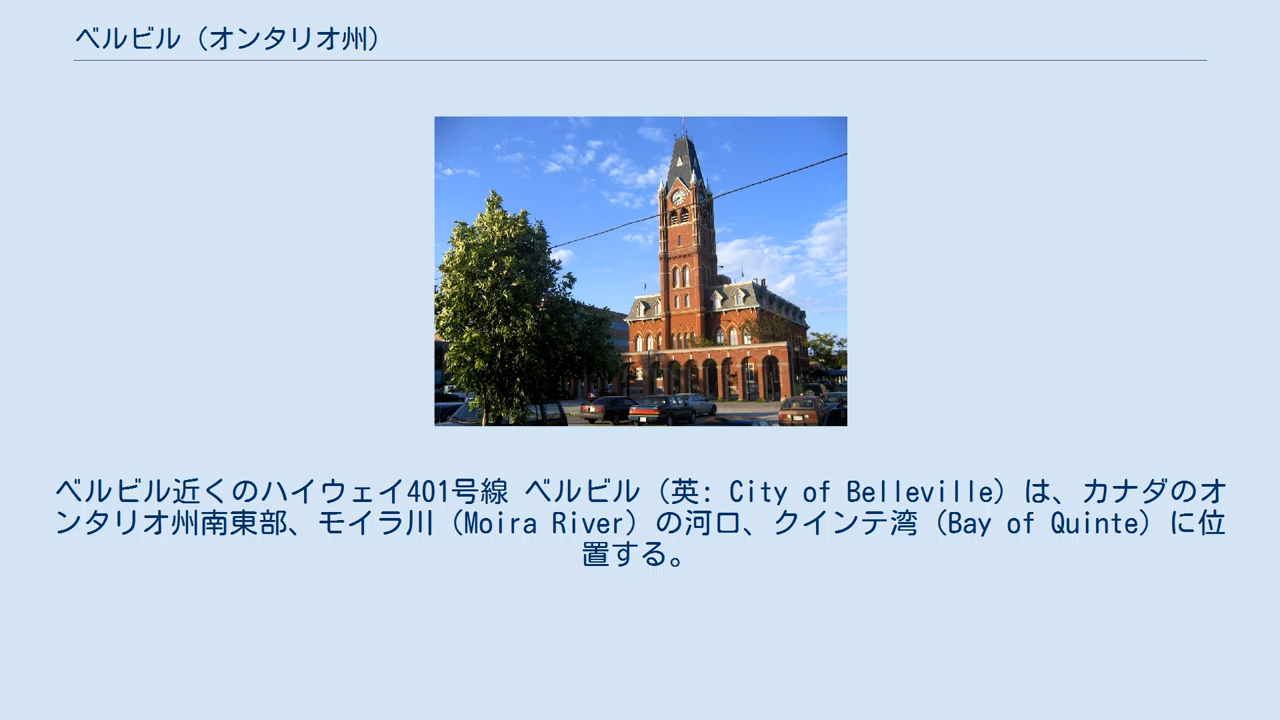 ベルビル（オンタリオ州）
ベルビル近くのハイウェイ401号線 ベルビル（英: City of Belleville）は、カナダのオ
ンタリオ州南東部、モイラ川（Moira River）の河口、クインテ湾（Bay of Quinte）に位
置する。